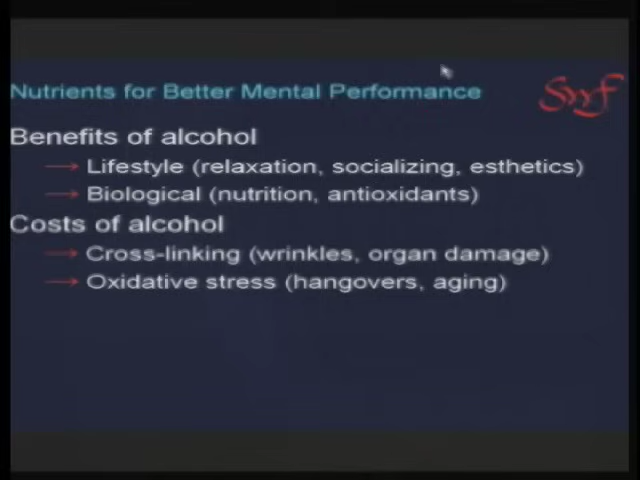 Nutrients for Better Mental Performance
Benefits of alcohol
→ Lifestyle (relaxation, socializing, esthetics)
→ Biological (nutrition, antioxidants)
Costs of alcohol
→ Cross-linking (wrinkles, organ damage)
→ Oxidative stress (hangovers, aging)